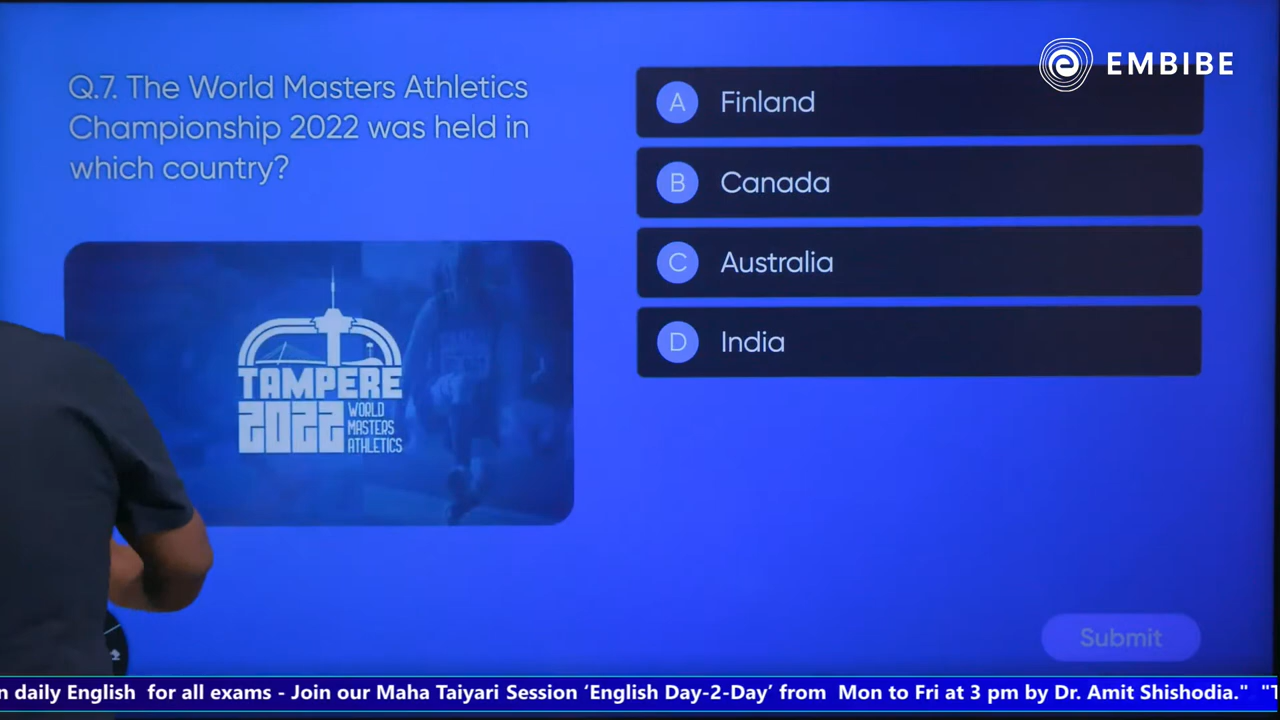 EMBIBE
Q.7. The World Masters Athletics
Championship 2022 was held in
which country?
A Finland
B Canada
C Australia
D India
TAMPERE
2022 WORLD
MASTERS
ATHLETICS
Submit
n daily English for all exams - Join our Maha Taiyari Session ‘English Day-2-Day’ from Mon to Fri at 3 pm by Dr. Amit Shishodia." "T